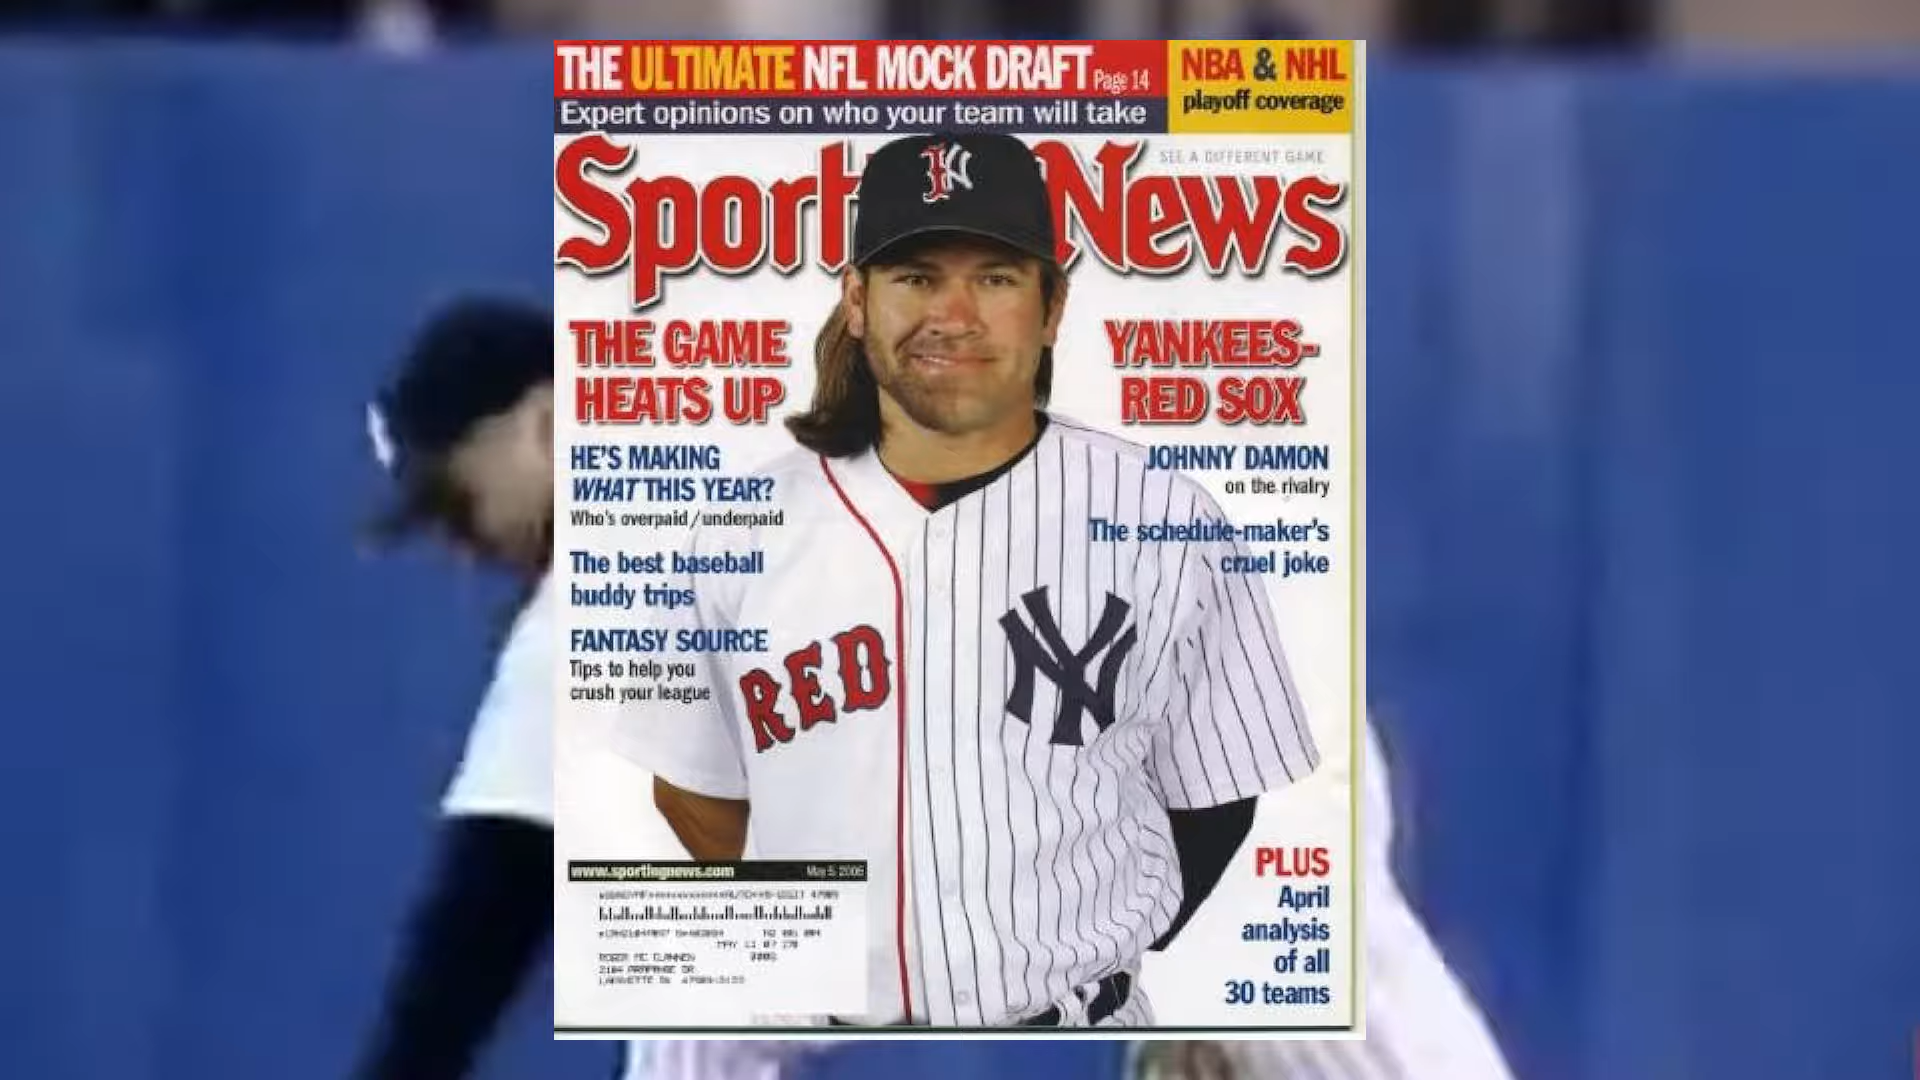 THE ULTIMATE NFL MOCK DRAFT Page 14
Expert opinions on who your team will take
NBA & NHL
playoff coverage
SEE A DIFFERENT GAME
Sporti News
THE GAME
HEATS UP
HE'S MAKING
WHAT THIS YEAR?
Who's overpaid/underpaid
The best baseball
buddy trips
FANTASY SOURCE
Tips to help you
crush your league
YANKEES-
RED SOX
JOHNNY DAMON
on the rivalry
The schedule-maker's
cruel joke
RED
NY
PLUS
April
analysis
of all
30 teams
www.sportingnews.com
May 5, 2006